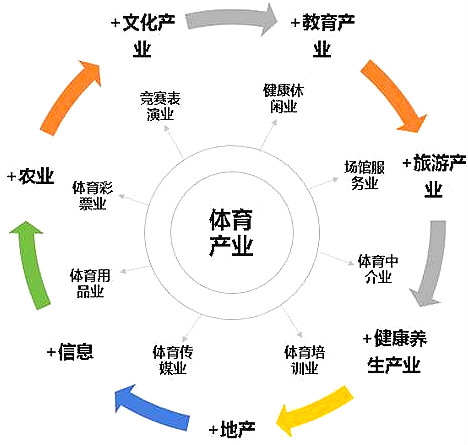 +文化产
业
+教育产
业
竞赛表
演业
健康休
闲业
+旅游产
业
场馆服
务业
+农业
体育彩
票业
体育
产业
体育中
介业
体育用
品业
+健康养
生产业
+信息
体育传
媒业
体育培
训业
+地产